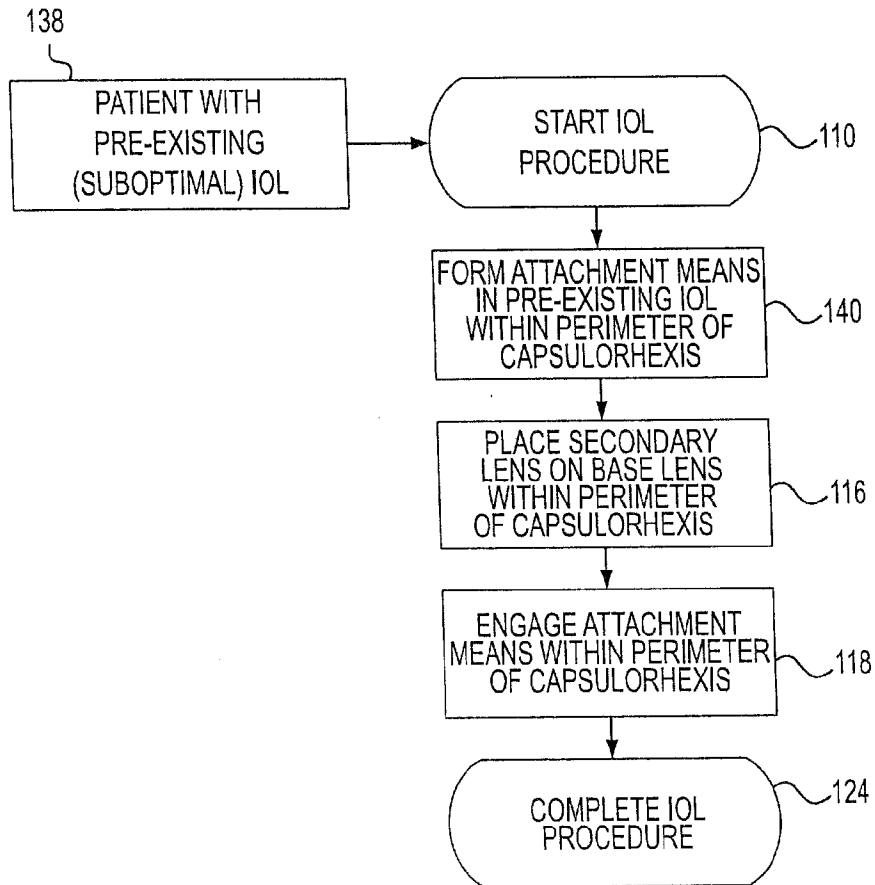 138
PATIENT WITH
PRE-EXISTING
(SUBOPTIMAL) IOL
START IOL
PROCEDURE
110
FORM ATTACHMENT MEANS
IN PRE-EXISTING IOL
WITHIN PERIMETER OF
CAPSULORHEXIS
140
PLACE SECONDARY
LENS ON BASE LENS
WITHIN PERIMETER
OF CAPSULORHEXIS
116
ENGAGE ATTACHMENT
MEANS WITHIN PERIMETER
OF CAPSULORHEXIS
118
COMPLETE IOL
PROCEDURE
124